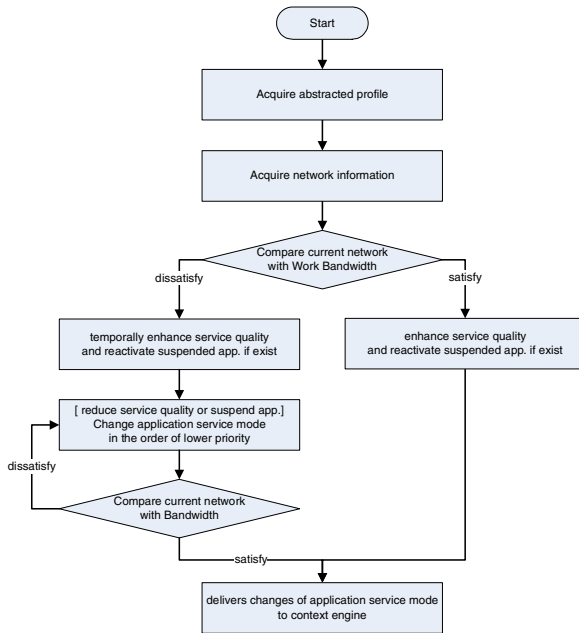 Start
Acquire abstracted profile
Acquire network information
Compare current network
with Work Bandwidth
dissatisfy
satisfy
temporally enhance service quality
and reactivate suspended app. if exist
enhance service quality
and reactivate suspended app. if exist
[ reduce service quality or suspend app.]
Change application service mode
in the order of lower priority
dissatisfy
Compare current network
with Bandwidth
satisfy
delivers changes of application service mode
to context engine